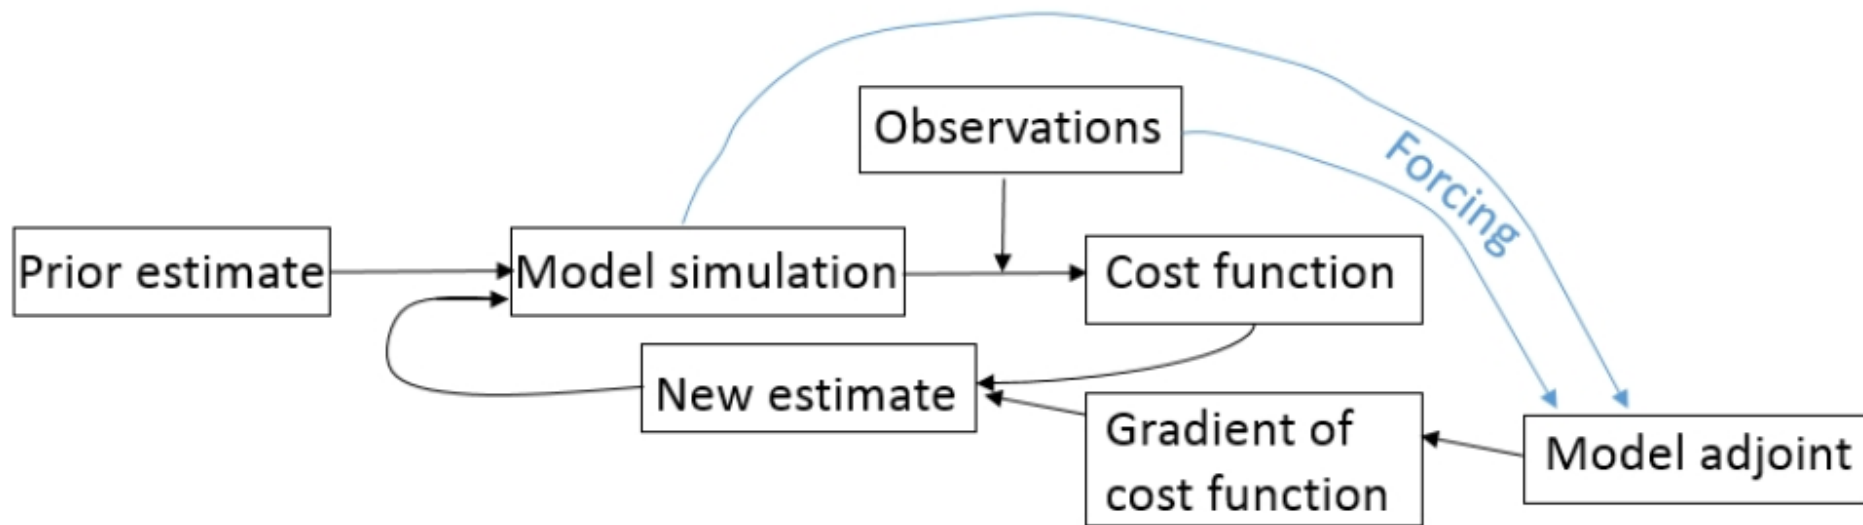 Observations
Forcing
Prior estimate
Model simulation
Cost function
New estimate
Gradient of
cost function
Model adjoint